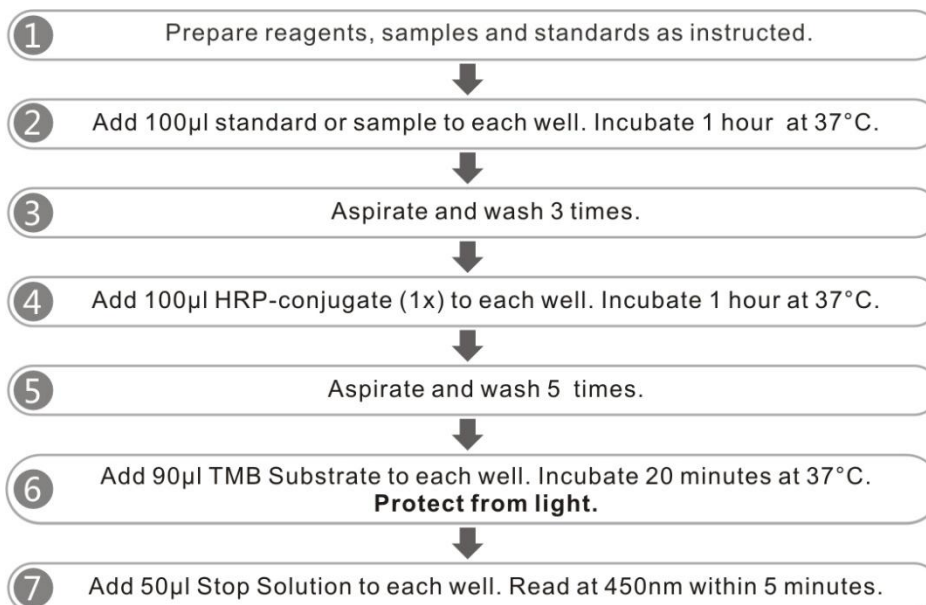 1 Prepare reagents, samples and standards as instructed.
2 Add 100µl standard or sample to each well. Incubate 1 hour at 37°C.
3 Aspirate and wash 3 times.
4 Add 100µl HRP-conjugate (1x) to each well. Incubate 1 hour at 37°C.
5 Aspirate and wash 5 times.
6 Add 90µl TMB Substrate to each well. Incubate 20 minutes at 37°C.
Protect from light.
7 Add 50µl Stop Solution to each well. Read at 450nm within 5 minutes.